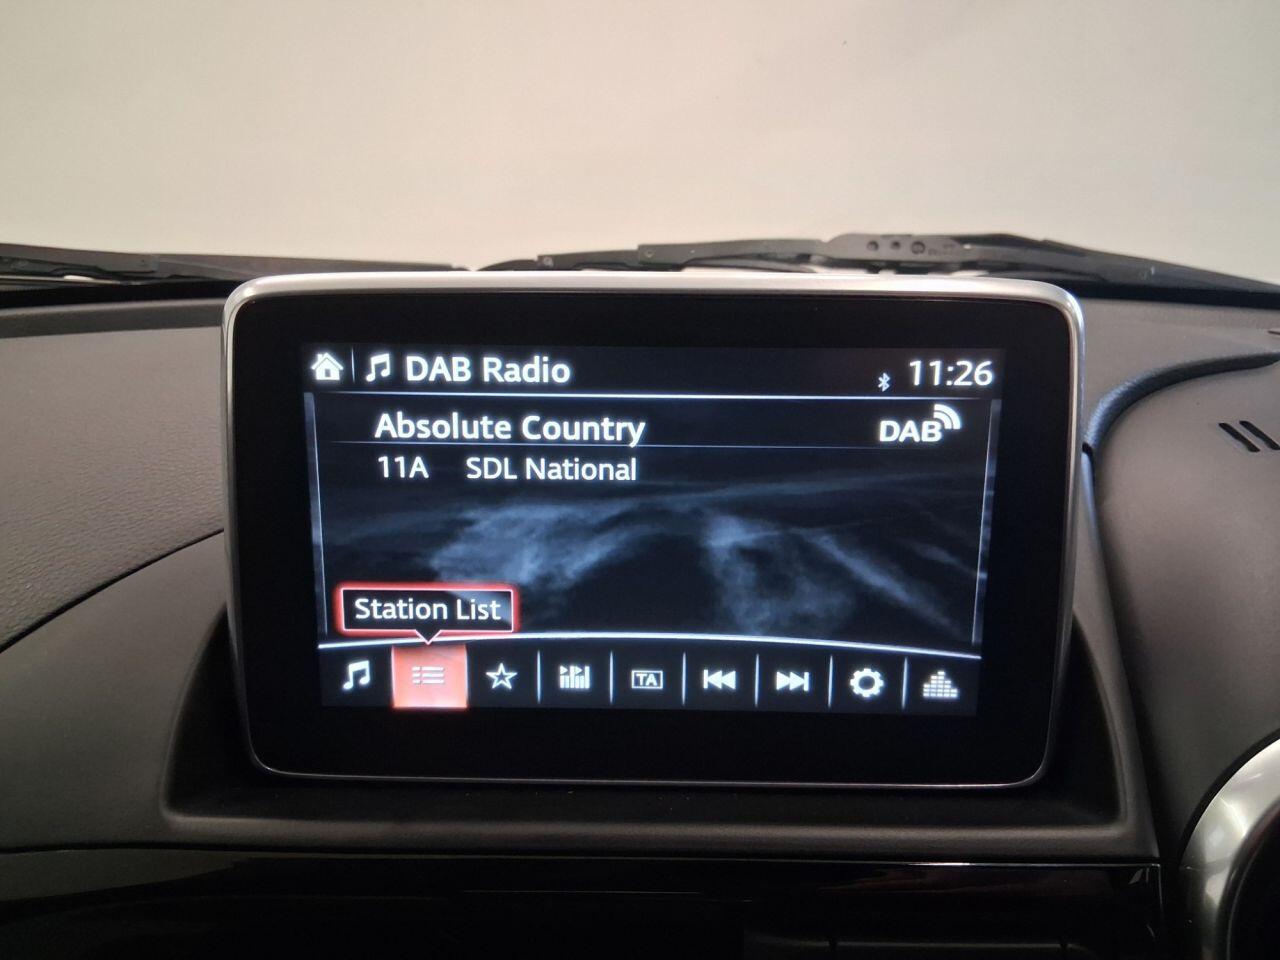 DAB Radio 11:26
Absolute Country DAB
11A SDL National
Station List
TA